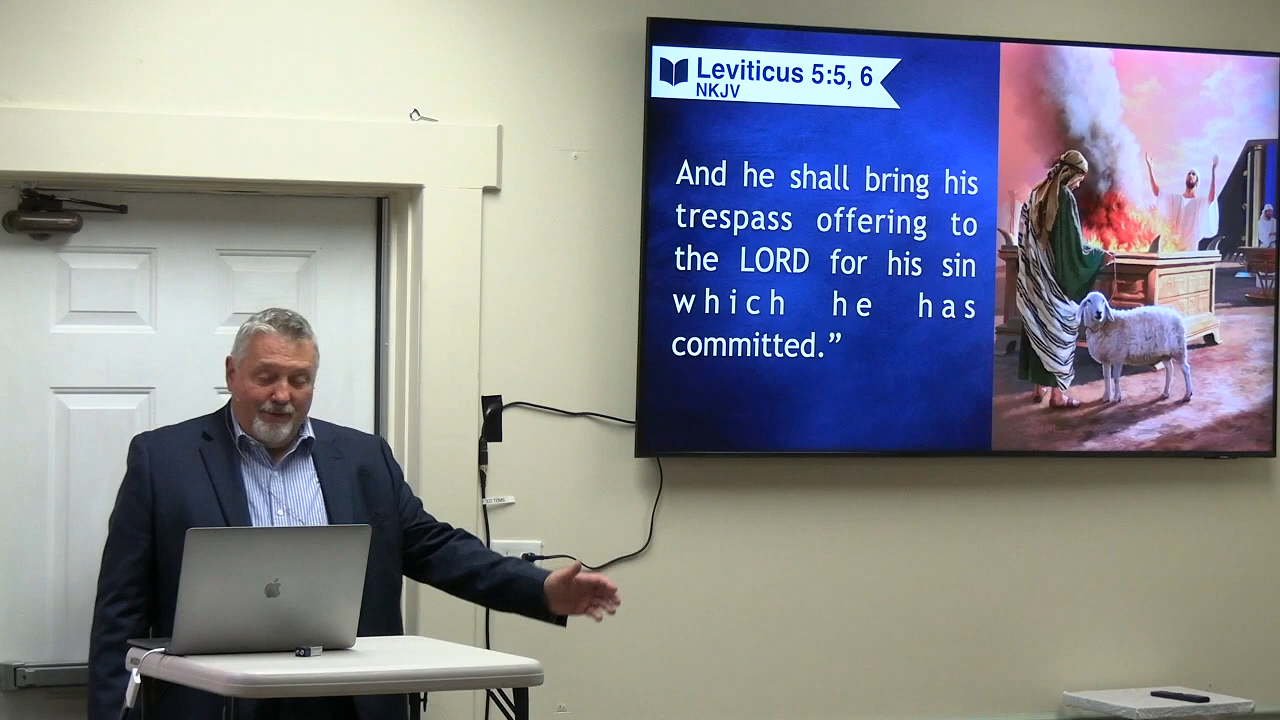 Leviticus 5:5, 6
NKJV
And he shall bring his
trespass offering to
the LORD for his sin
which he has
committed.”